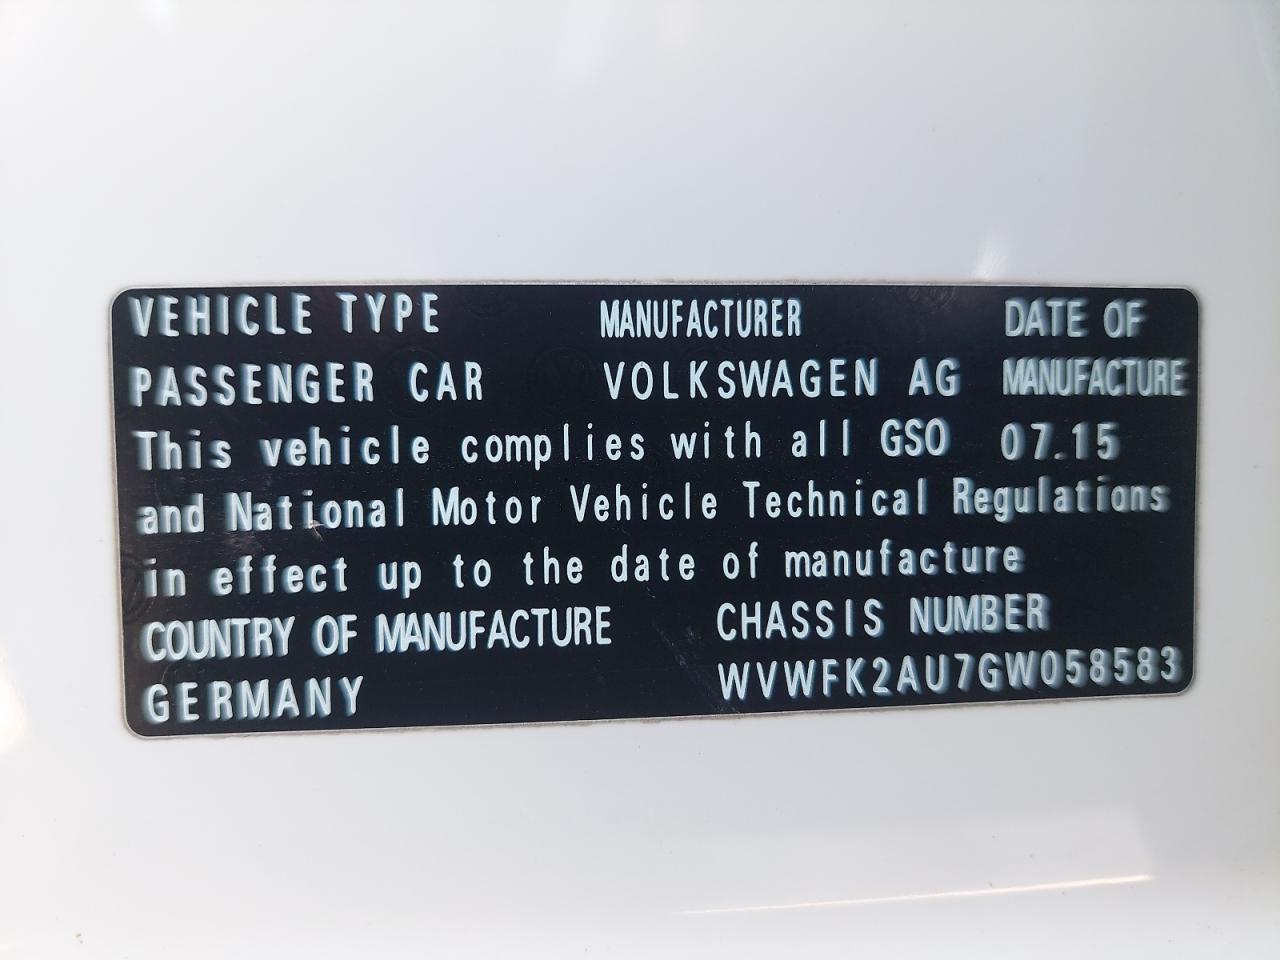 VEHICLE TYPE MANUFACTURER DATE OF
PASSENGER CAR VOLKSWAGEN AG MANUFACTURE
This vehicle complies with all GSO 07.15
and National Motor Vehicle Technical Regulations
in effect up to the date of manufacture
COUNTRY OF MANUFACTURE CHASSIS NUMBER
GERMANY WVWFK2AU7GW058583